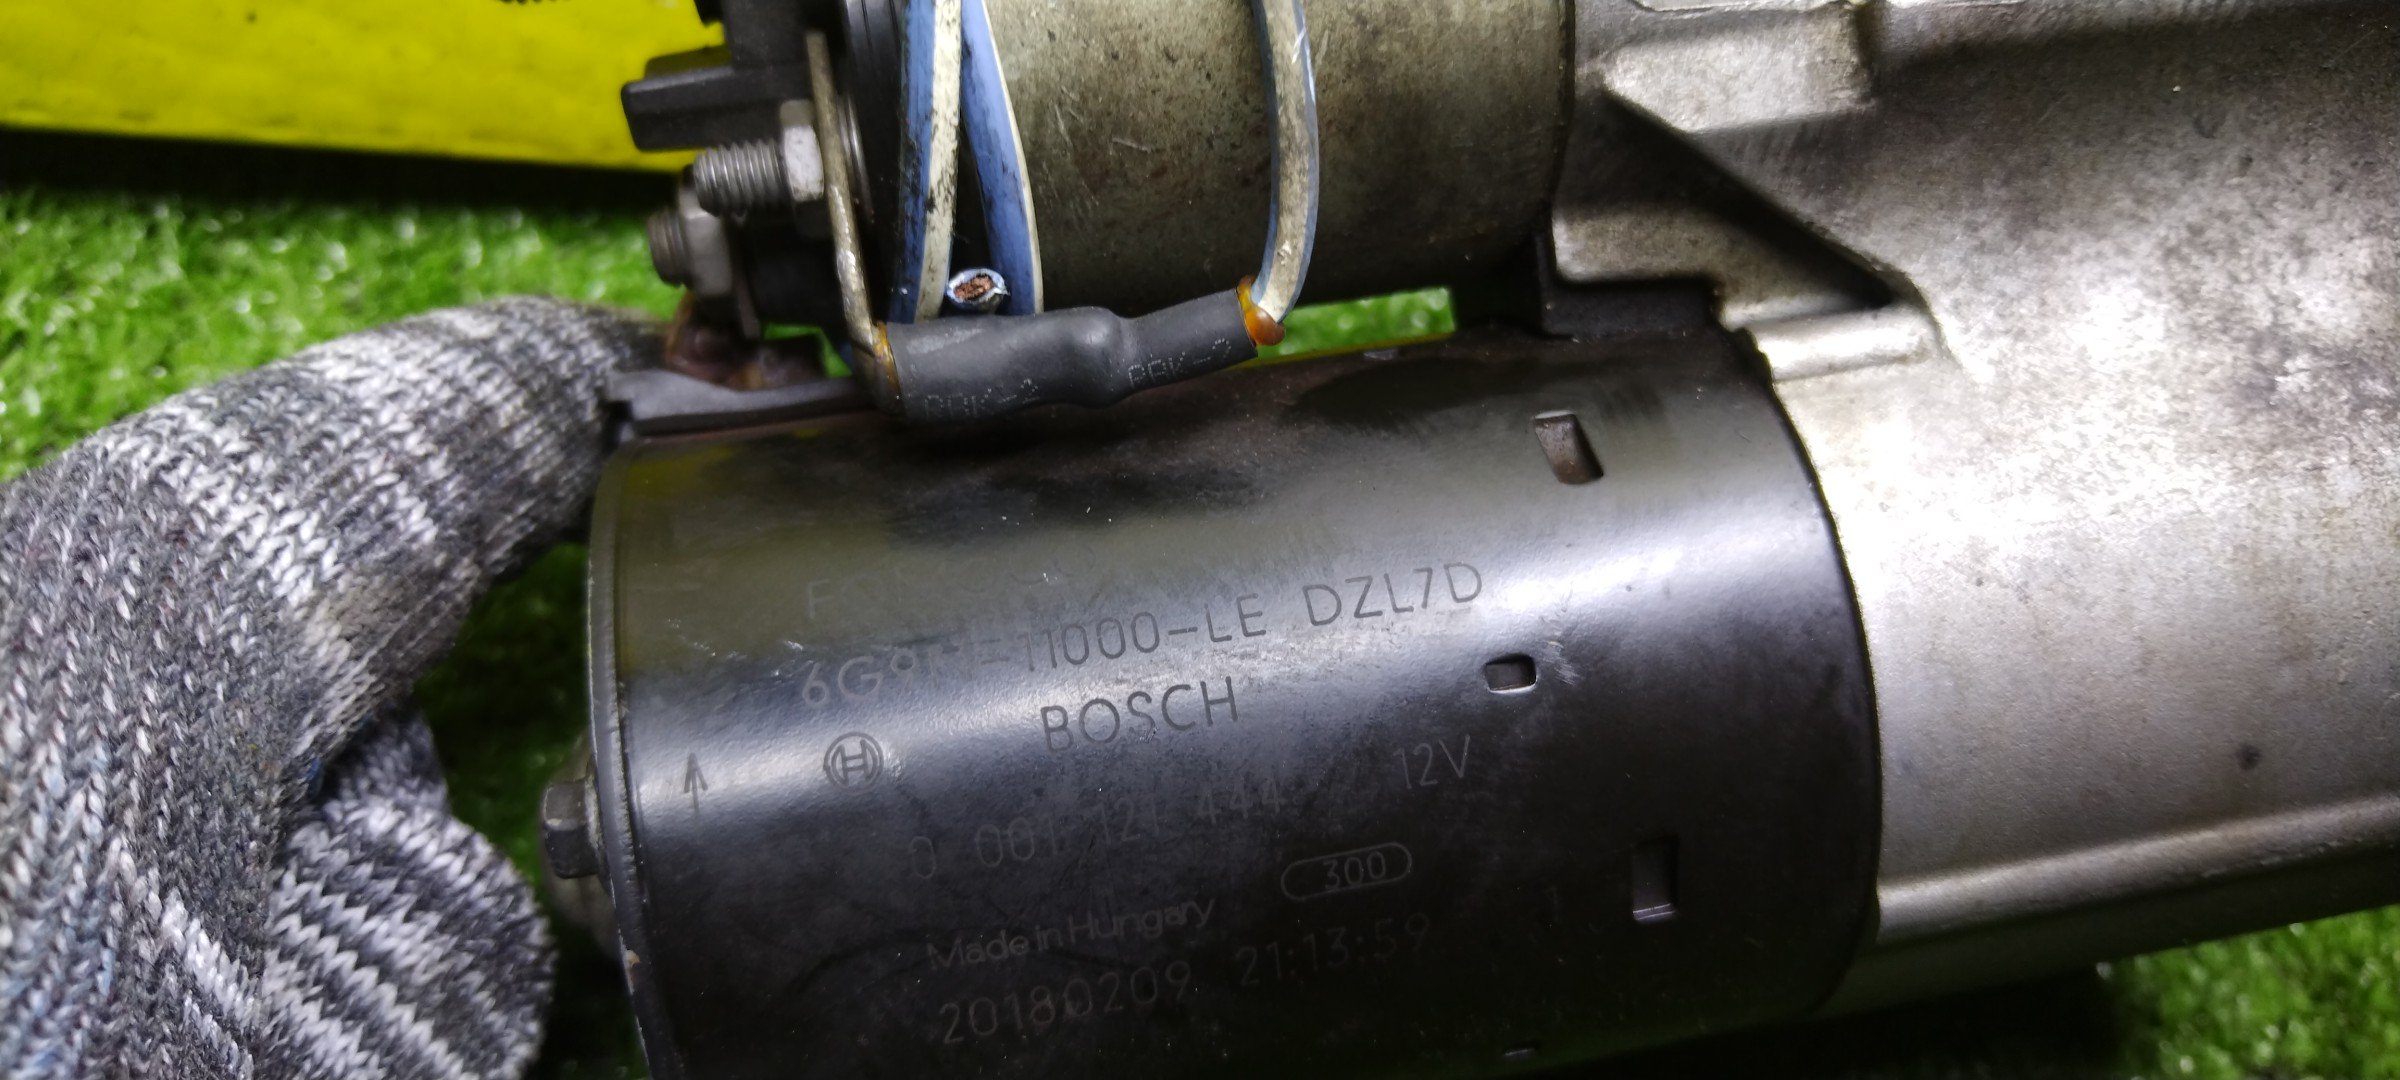 6G9N-11000-LE DZL7D
BOSCH
0 001 121 444 12V
300
Made in Hungary
20180209 21:13:59